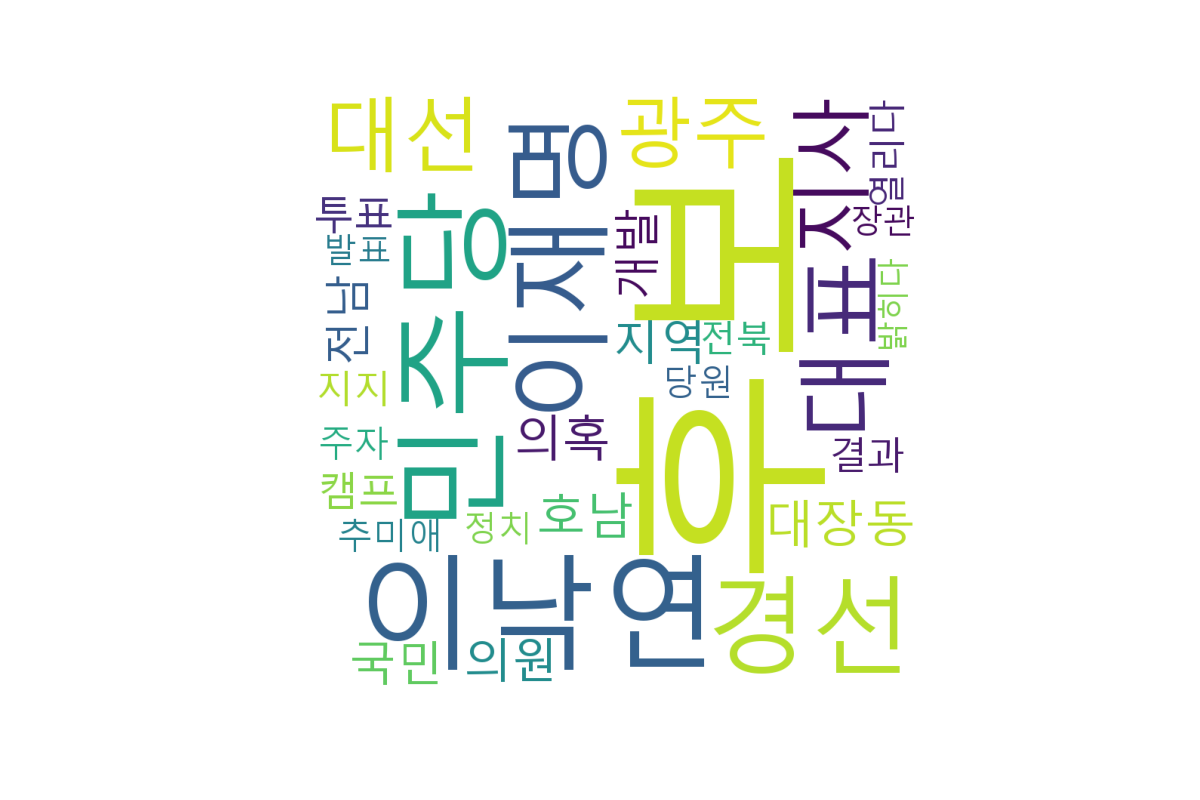 대선
광주
지사
열리다
이재명
후보
민주당
투표
개발
장관
발표
대표
밝히다
전남
지역
전북
지지
당원
의혹
주자
결과
캠프
호남
대장동
추미애
정치
이낙연
경선
국민
의원